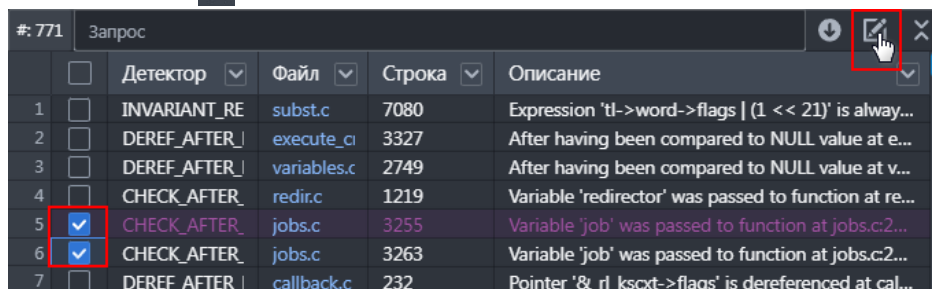 #: 771 Запрос
Детектор Файл Строка Описание
1 INVARIANT_RE subst.c 7080 Expression 'tl->word->flags | (1 << 21)' is alway...
2 DEREF_AFTER_ execute_c 3327 After having been compared to NULL value at e...
3 DEREF_AFTER_ variables.c 2749 After having been compared to NULL value at v...
4 CHECK_AFTER_ redir.c 1219 Variable 'redirector' was passed to function at re...
5 CHECK_AFTER_ jobs.c 3255 Variable 'job' was passed to function at jobs.c:2...
6 CHECK_AFTER_ jobs.c 3263 Variable 'job' was passed to function at jobs.c:2...
7 DEREF_AFTER_ callback.c 232 Pointer '& rl_kscxt->flags' is dereferenced at cal...